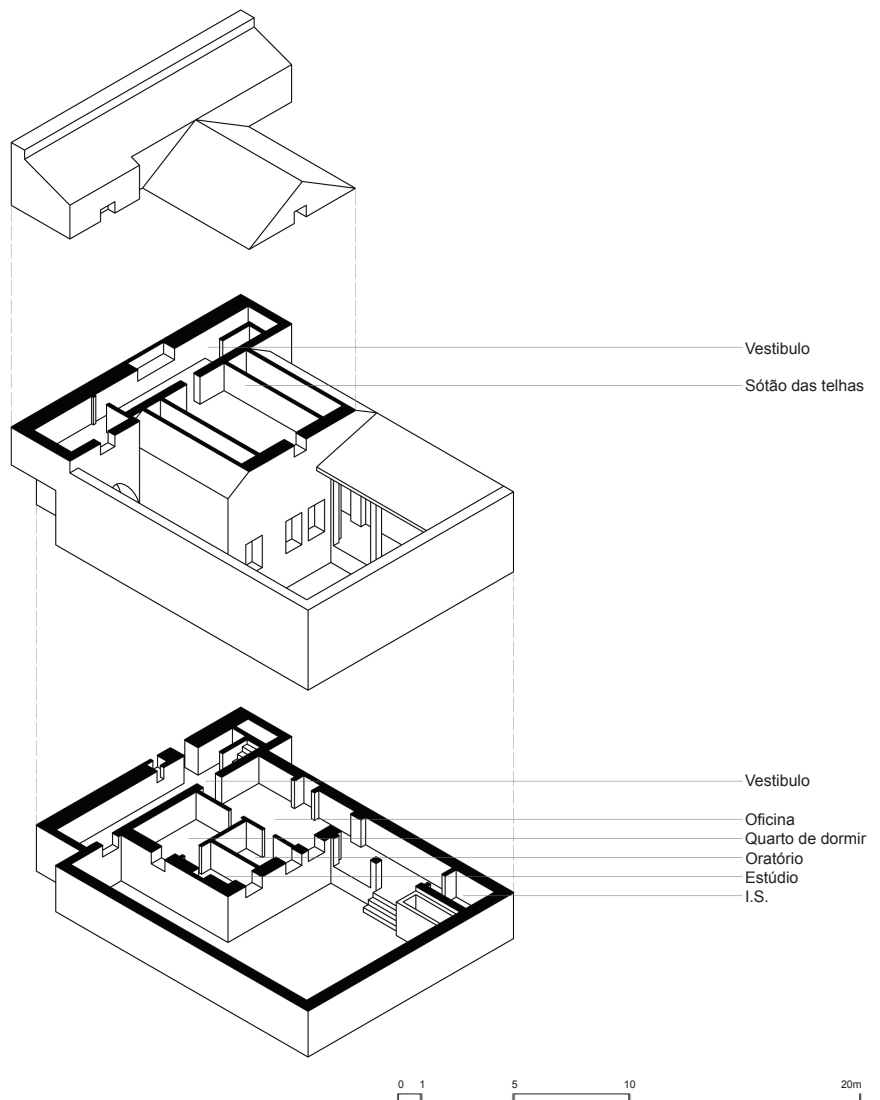 Vestibulo
Sótão das telhas
Vestibulo
Oficina
Quarto de dormir
Oratório
Estúdio
I.S.
0 1 5 10 20m